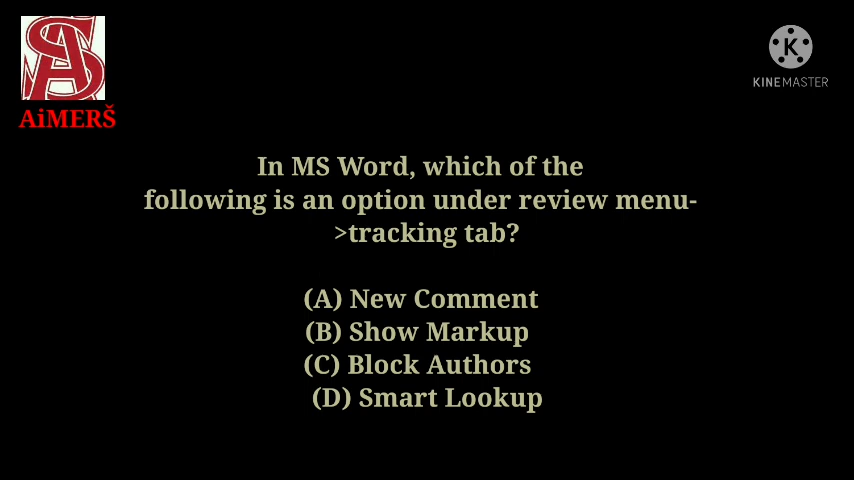 AiMERŠ
K
KINEMASTER
In MS Word, which of the
following is an option under review menu-
>tracking tab?
(A) New Comment
(B) Show Markup
(C) Block Authors
(D) Smart Lookup